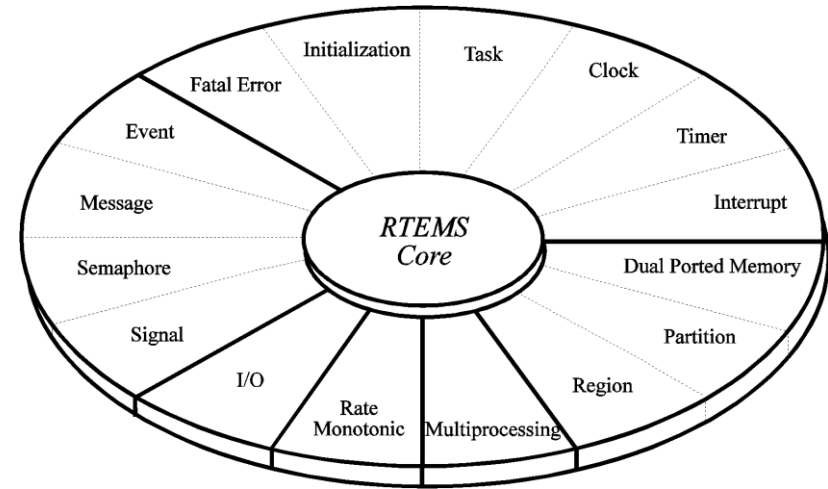 Initialization
Task
Fatal Error
Clock
Event
Timer
Message
Interrupt
RTEMS
Core
Semaphore
Dual Ported Memory
Signal
Partition
I/O
Region
Rate
Monotonic
Multiprocessing